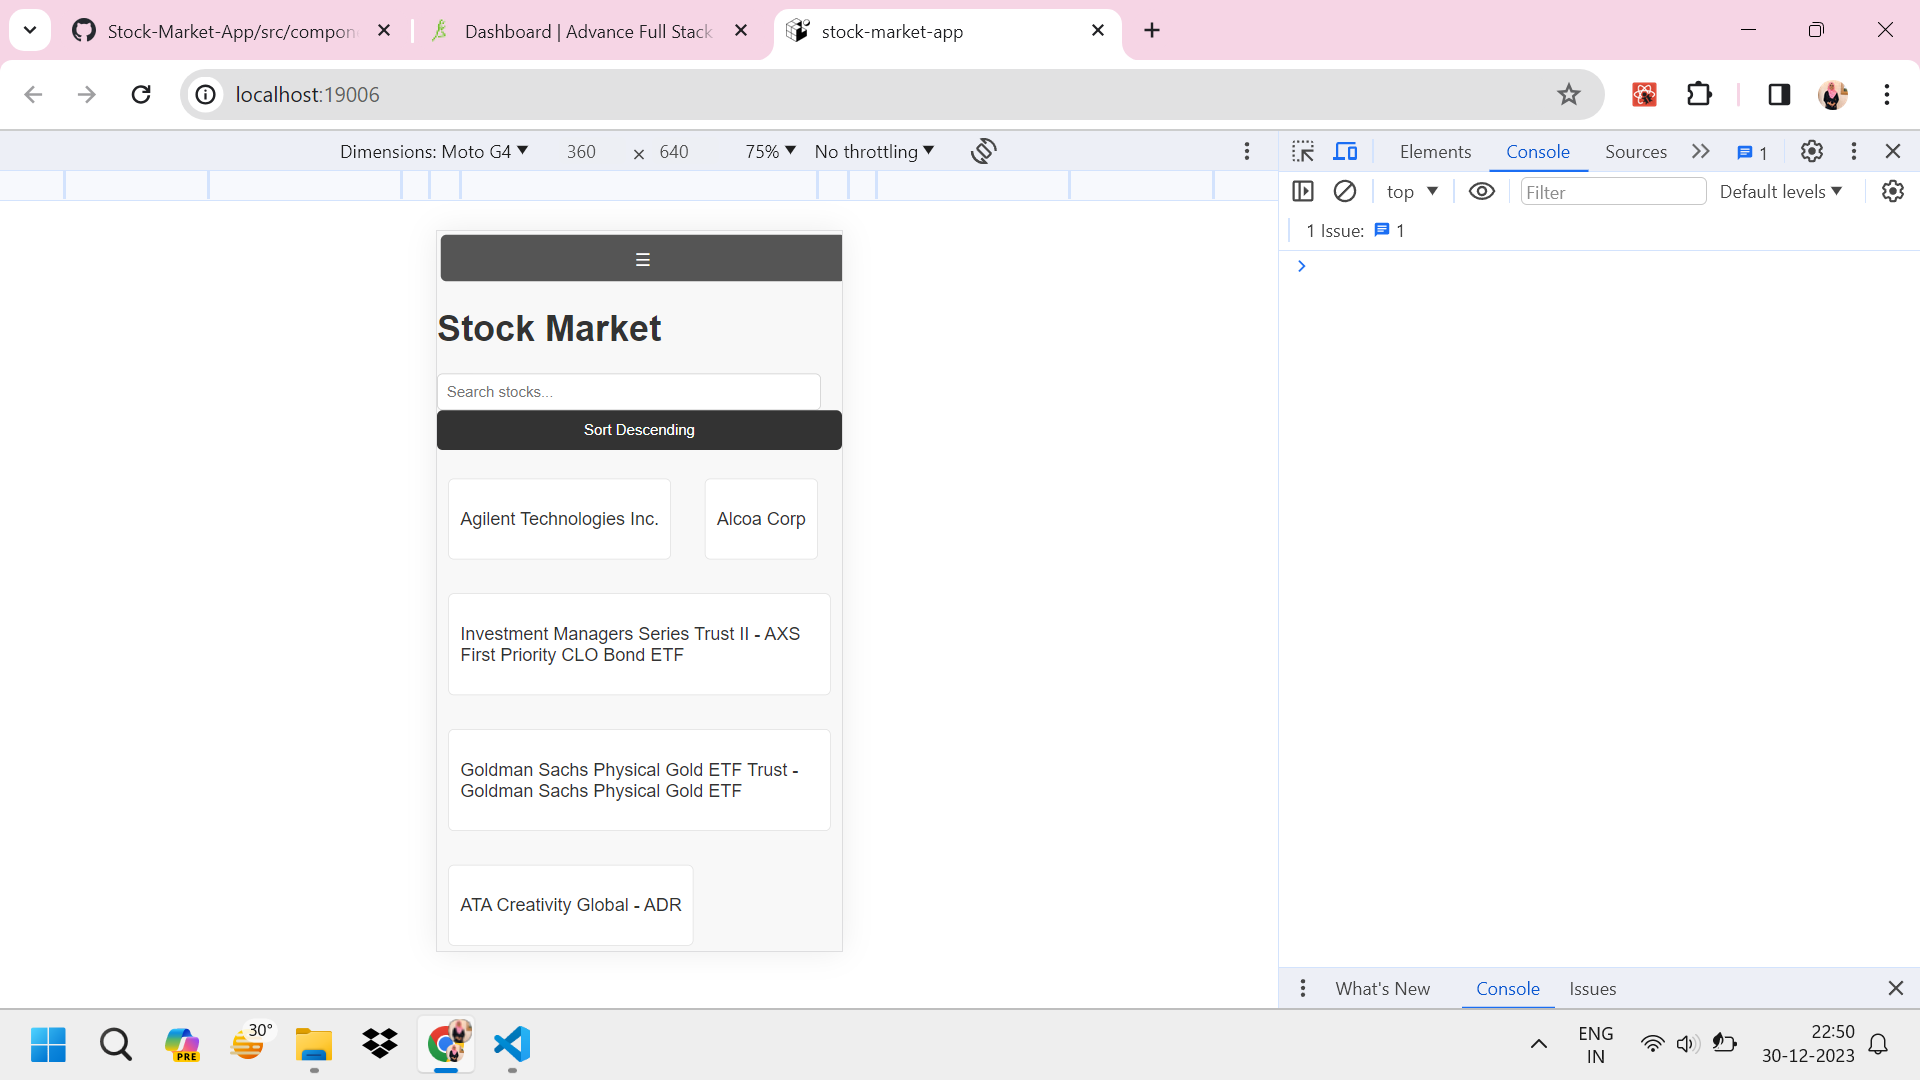 Stock-Market-App/src/compon
Dashboard | Advance Full Stack
stock-market-app
localhost:19006
Dimensions: Moto G4 ▼ 360 × 640 75% ▼ No throttling ▼
Elements Console Sources 1
top ▼ Filter Default levels ▼
1 Issue: 1
Stock Market
Search stocks...
Sort Descending
Agilent Technologies Inc.
Alcoa Corp
Investment Managers Series Trust II - AXS
First Priority CLO Bond ETF
Goldman Sachs Physical Gold ETF Trust -
Goldman Sachs Physical Gold ETF
ATA Creativity Global - ADR
What's New Console Issues
PRE
30°
ENG
IN
22:50
30-12-2023